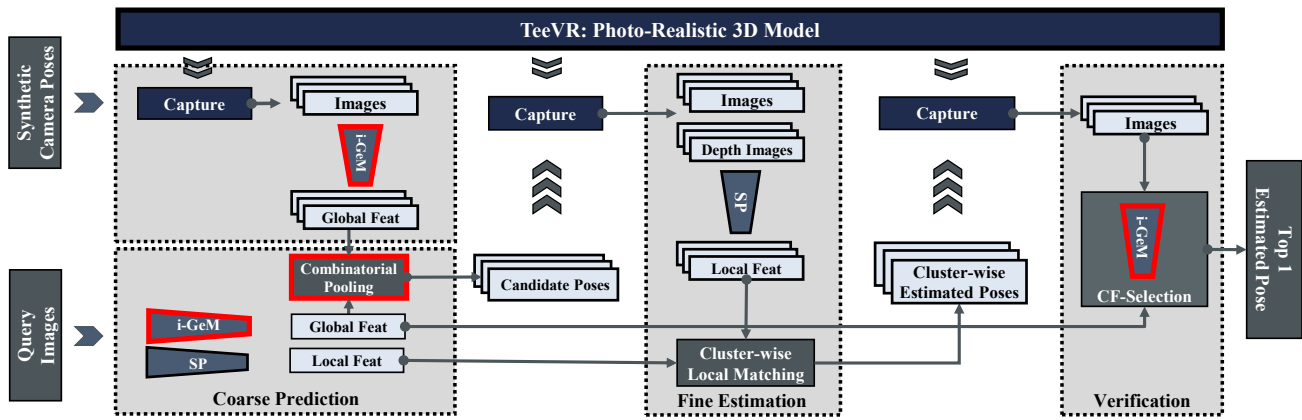 TeeVR: Photo-Realistic 3D Model
Synthetic
Camera Poses
Capture
Images
i-GeM
Global Feat
Combinatorial
Pooling
Global Feat
Local Feat
i-GeM
SP
Coarse Prediction
Query
Images
Capture
Candidate Poses
Images
Depth Images
SP
Local Feat
Cluster-wise
Local Matching
Fine Estimation
Capture
Cluster-wise
Estimated Poses
Images
i-GeM
CF-Selection
Verification
Top 1
Estimated Pose